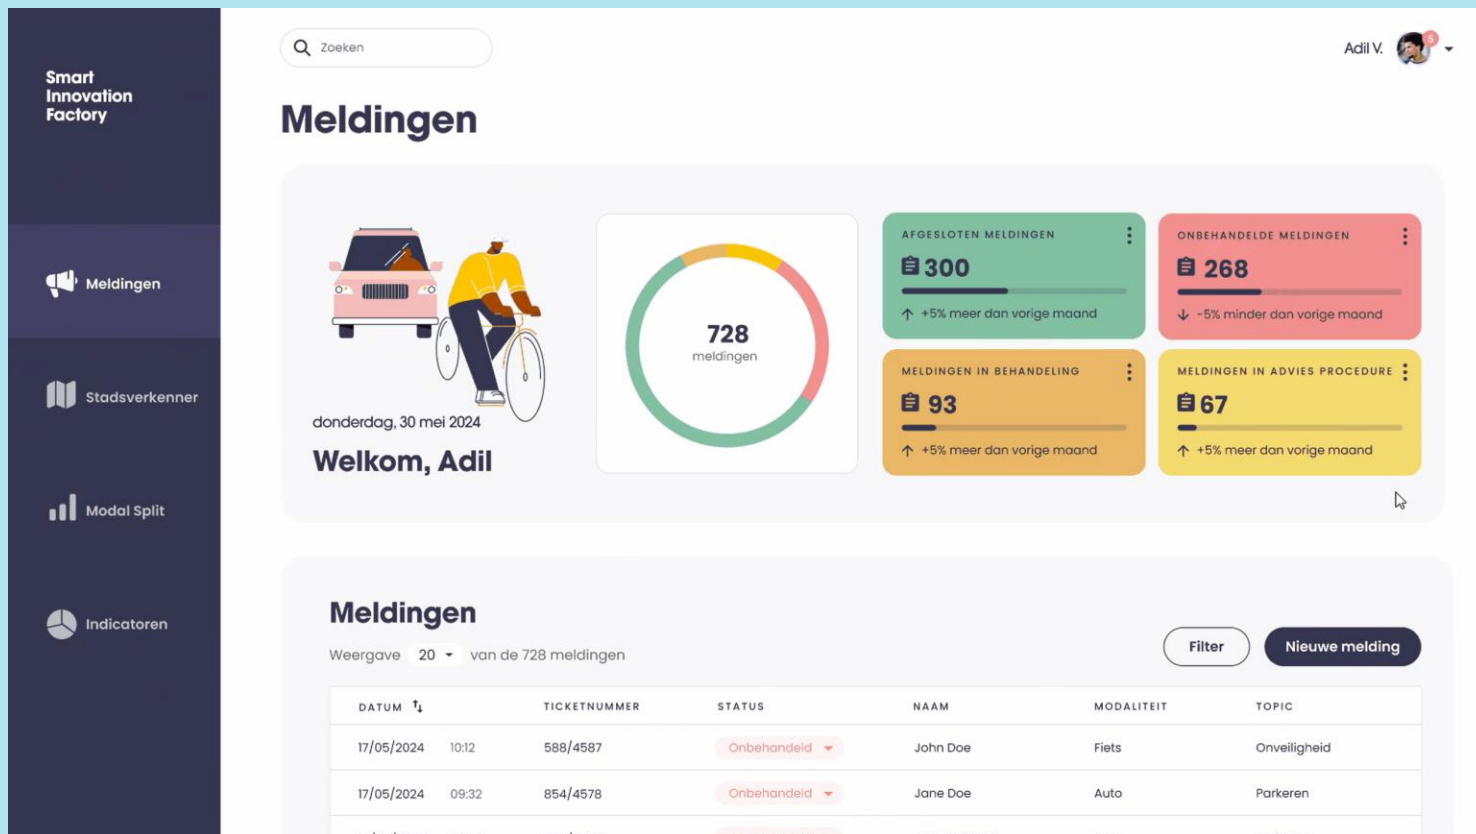 Smart
Innovation
Factory
Meldingen
Stadsverkenner
Modal Split
Indicatoren
Zoeken
Adil V.
5
Meldingen
donderdag, 30 mei 2024
Welkom, Adil
728
meldingen
AFGESLOTEN MELDINGEN
300
+5% meer dan vorige maand
ONBEHANDELDE MELDINGEN
268
-5% minder dan vorige maand
MELDINGEN IN BEHANDELING
93
+5% meer dan vorige maand
MELDINGEN IN ADVIES PROCEDURE
67
+5% meer dan vorige maand
Meldingen
Weergave 20 van de 728 meldingen
Filter
Nieuwe melding
DATUM TICKETNUMMER STATUS NAAM MODALITEIT TOPIC
17/05/2024 10:12 588/4587 Onbehandeld John Doe Fiets Onveiligheid
17/05/2024 09:32 854/4578 Onbehandeld Jane Doe Auto Parkeren